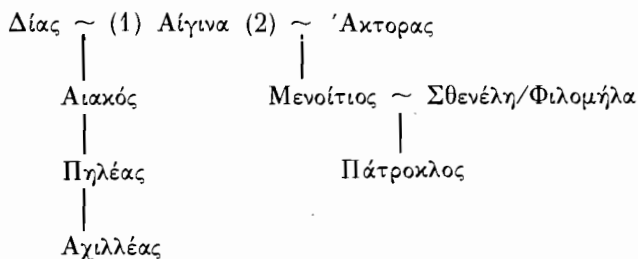 Δίας ~ (1) Αίγινα (2) ~ Άκτορας
Αιακός Μενοίτιος ~ Σθενέλη/Φιλομήλα
Πηλέας Πάτροκλος
Αχιλλέας